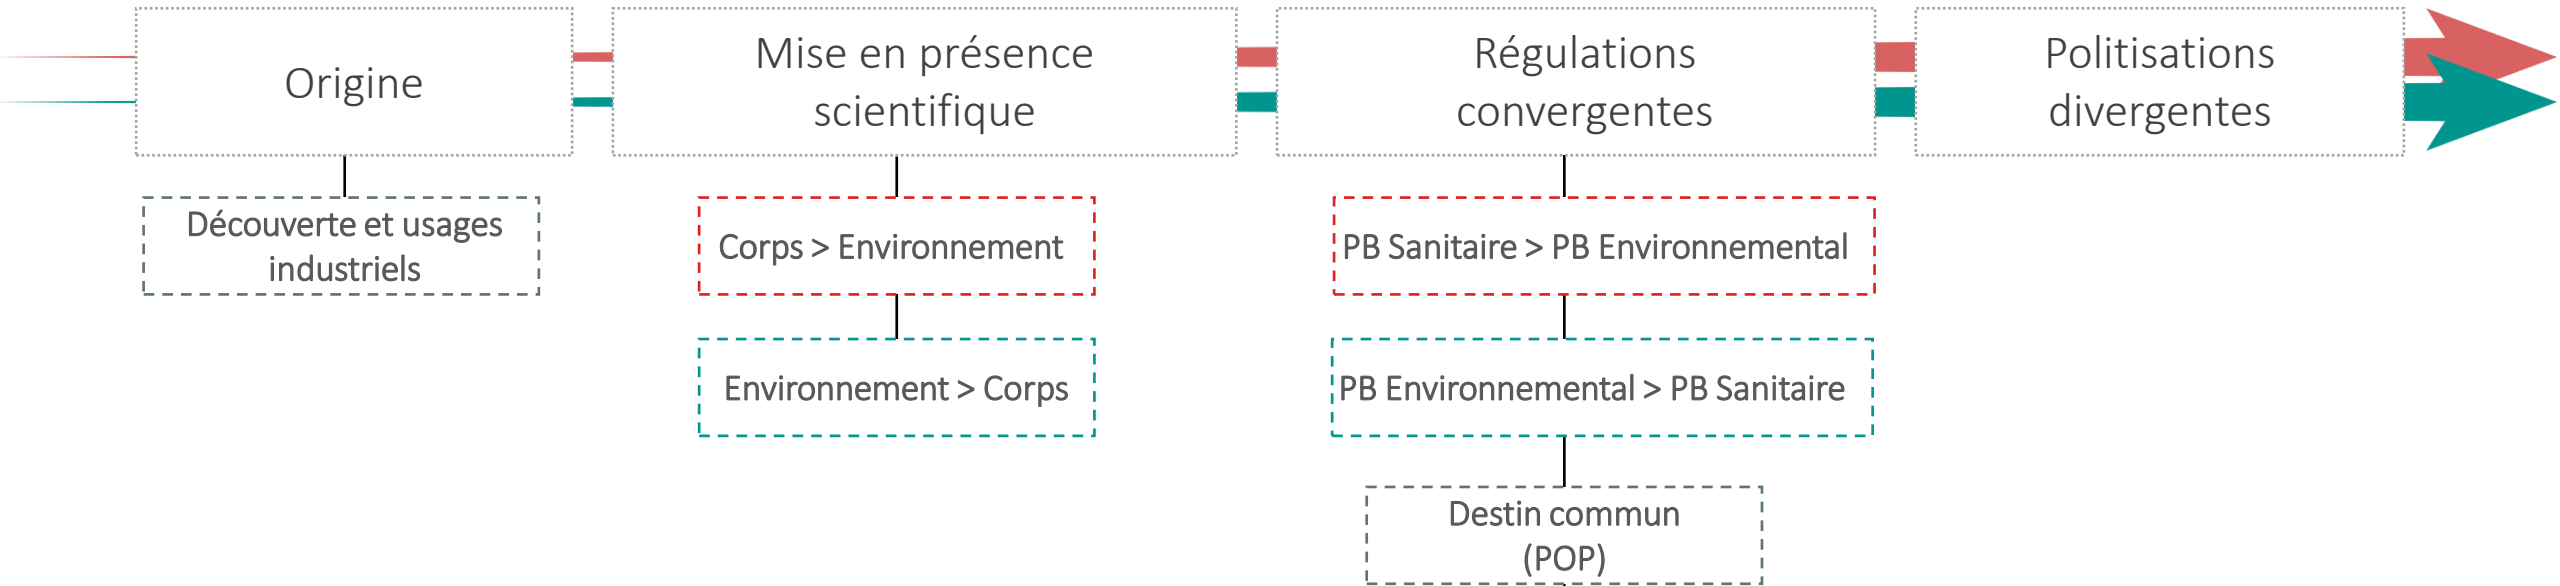 Origine
Mise en présence
scientifique
Régulations
convergentes
Politisations
divergentes
Découverte et usages
industriels
Corps > Environnement
Environnement > Corps
PB Sanitaire > PB Environnemental
PB Environnemental > PB Sanitaire
Destin commun
(POP)